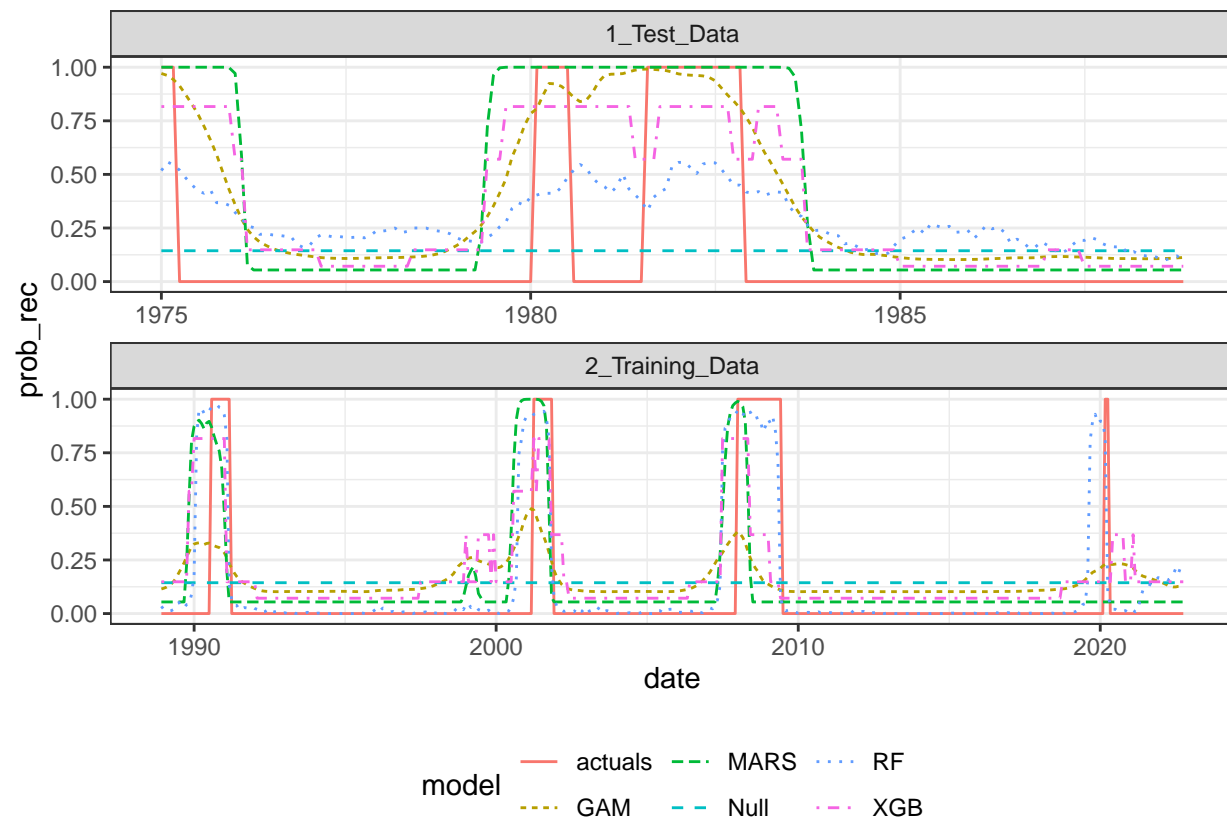 1_Test_Data
1.00
0.75
0.50
0.25
0.00
1975 1980 1985
prob_rec
2_Training_Data
1.00
0.75
0.50
0.25
0.00
1990 2000 2010 2020
date
model
actuals MARS RF
GAM Null XGB